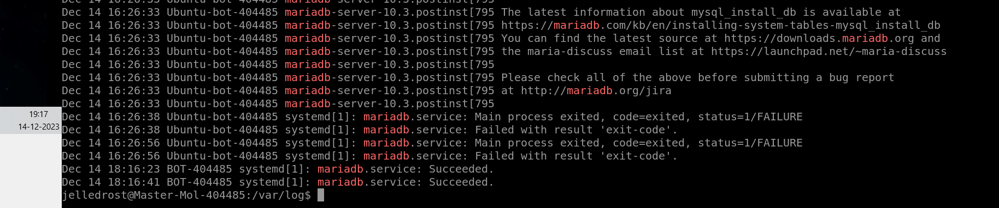 Dec 14 16:26:33 Ubuntu-bot-404485 mariadb-server-10.3.postinst[795
Dec 14 16:26:33 Ubuntu-bot-404485 mariadb-server-10.3.postinst[795 The latest information about mysql_install_db is available at
Dec 14 16:26:33 Ubuntu-bot-404485 mariadb-server-10.3.postinst[795 https://mariadb.com/kb/en/installing-system-tables-mysql_install_db
Dec 14 16:26:33 Ubuntu-bot-404485 mariadb-server-10.3.postinst[795 You can find the latest source at https://downloads.mariadb.org and
Dec 14 16:26:33 Ubuntu-bot-404485 mariadb-server-10.3.postinst[795 the maria-discuss email list at https://launchpad.net/~maria-discuss
Dec 14 16:26:33 Ubuntu-bot-404485 mariadb-server-10.3.postinst[795
Dec 14 16:26:33 Ubuntu-bot-404485 mariadb-server-10.3.postinst[795 Please check all of the above before submitting a bug report
Dec 14 16:26:33 Ubuntu-bot-404485 mariadb-server-10.3.postinst[795 at http://mariadb.org/jira
Dec 14 16:26:33 Ubuntu-bot-404485 mariadb-server-10.3.postinst[795
Dec 14 16:26:38 Ubuntu-bot-404485 systemd[1]: mariadb.service: Main process exited, code=exited, status=1/FAILURE
Dec 14 16:26:38 Ubuntu-bot-404485 systemd[1]: mariadb.service: Failed with result 'exit-code'.
Dec 14 16:26:56 Ubuntu-bot-404485 systemd[1]: mariadb.service: Main process exited, code=exited, status=1/FAILURE
Dec 14 16:26:56 Ubuntu-bot-404485 systemd[1]: mariadb.service: Failed with result 'exit-code'.
Dec 14 18:16:23 BOT-404485 systemd[1]: mariadb.service: Succeeded.
Dec 14 18:16:41 BOT-404485 systemd[1]: mariadb.service: Succeeded.
jelledrost@Master-Mol-404485:/var/log$
19:17
14-12-2023